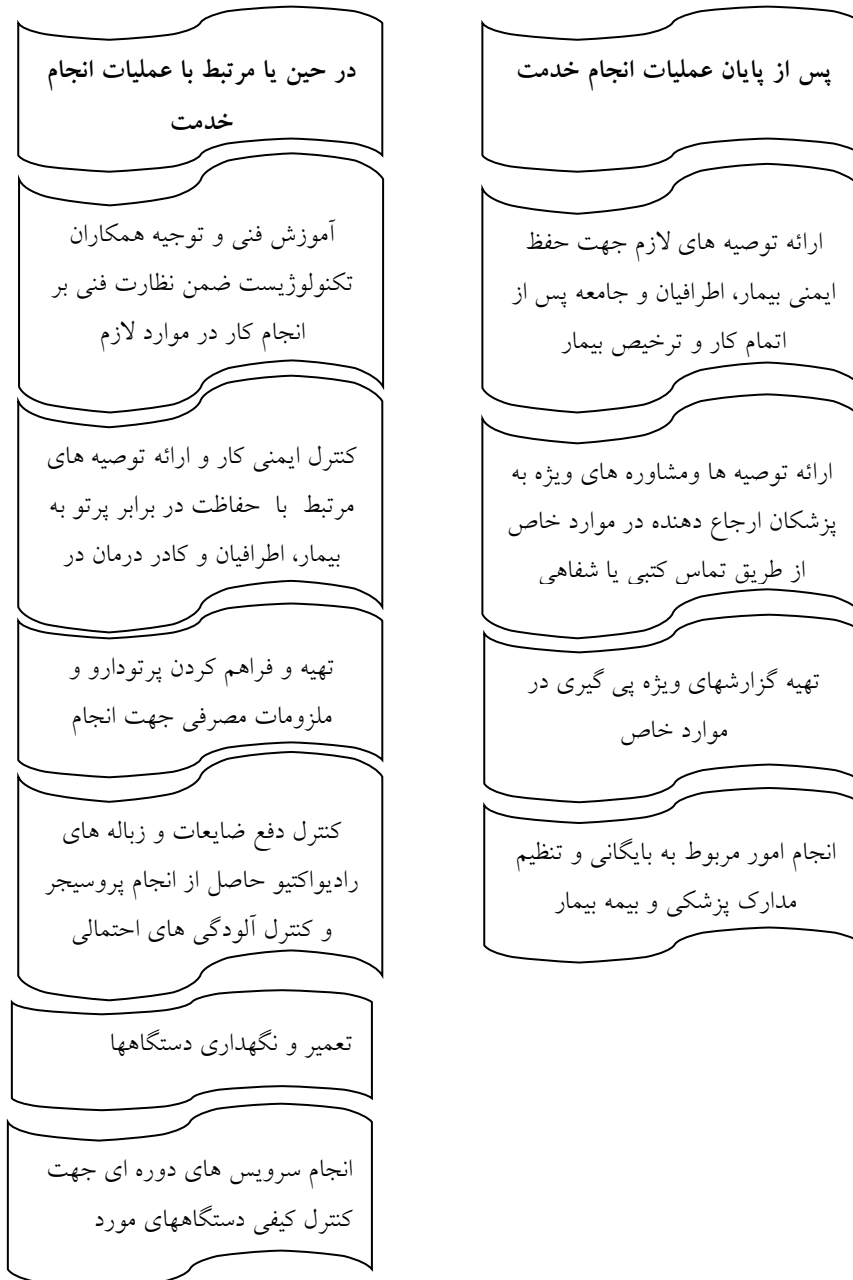 پس از پایان عملیات انجام خدمت
ارائه توصیه های لازم جهت حفظ
ایمنی بیمار، اطرافیان و جامعه پس از
اتمام کار و ترخیص بیمار
ارائه توصیه ها ومشاوره های ویژه به
پزشکان ارجاع دهنده در موارد خاص
از طریق تماس کتبی یا شفاهی
تهیه گزارشهای ویژه پی گیری در
موارد خاص
انجام امور مربوط به بایگانی و تنظیم
مدارک پزشکی و بیمه بیمار
در حین یا مرتبط با عملیات انجام
خدمت
آموزش فنی و توجیه همکاران
تکنولوژیست ضمن نظارت فنی بر
انجام کار در موارد لازم
کنترل ایمنی کار و ارائه توصیه های
مرتبط با حفاظت در برابر پرتو به
بیمار، اطرافیان و کادر درمان در
تهیه و فراهم کردن پرتودارو و
ملزومات مصرفی جهت انجام
کنترل دفع ضایعات و زباله های
رادیواکتیو حاصل از انجام پروسیجر
و کنترل آلودگی های احتمالی
تعمیر و نگهداری دستگاهها
انجام سرویس های دوره ای جهت
کنترل کیفی دستگاههای مورد